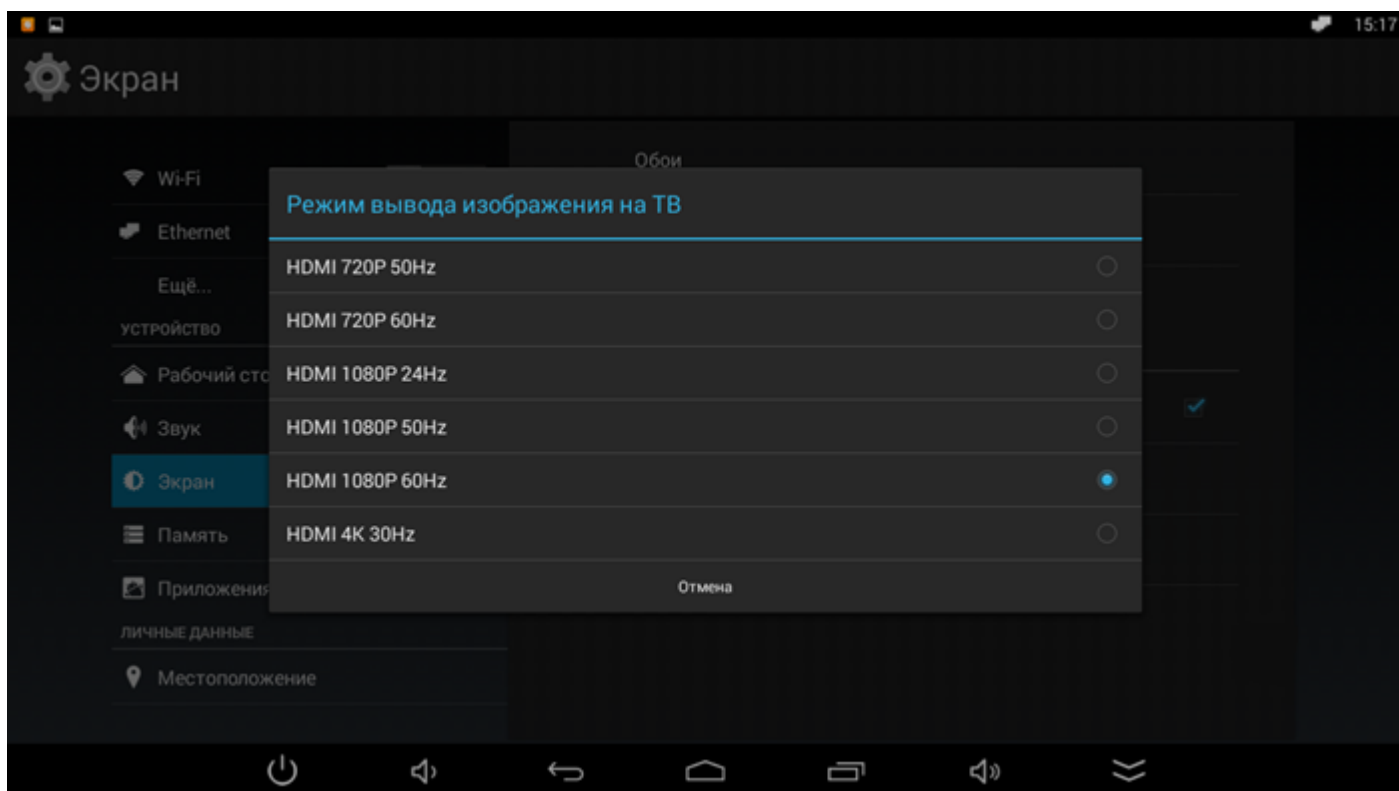 15:17
Экран
Wi-Fi
Ethernet
Ещё...
УСТРОЙСТВО
Рабочий сто
Звук
Экран
Память
Приложения
ЛИЧНЫЕ ДАННЫЕ
Местоположение
Обои
Режим вывода изображения на ТВ
HDMI 720P 50Hz
HDMI 720P 60Hz
HDMI 1080P 24Hz
HDMI 1080P 50Hz
HDMI 1080P 60Hz
HDMI 4K 30Hz
Отмена